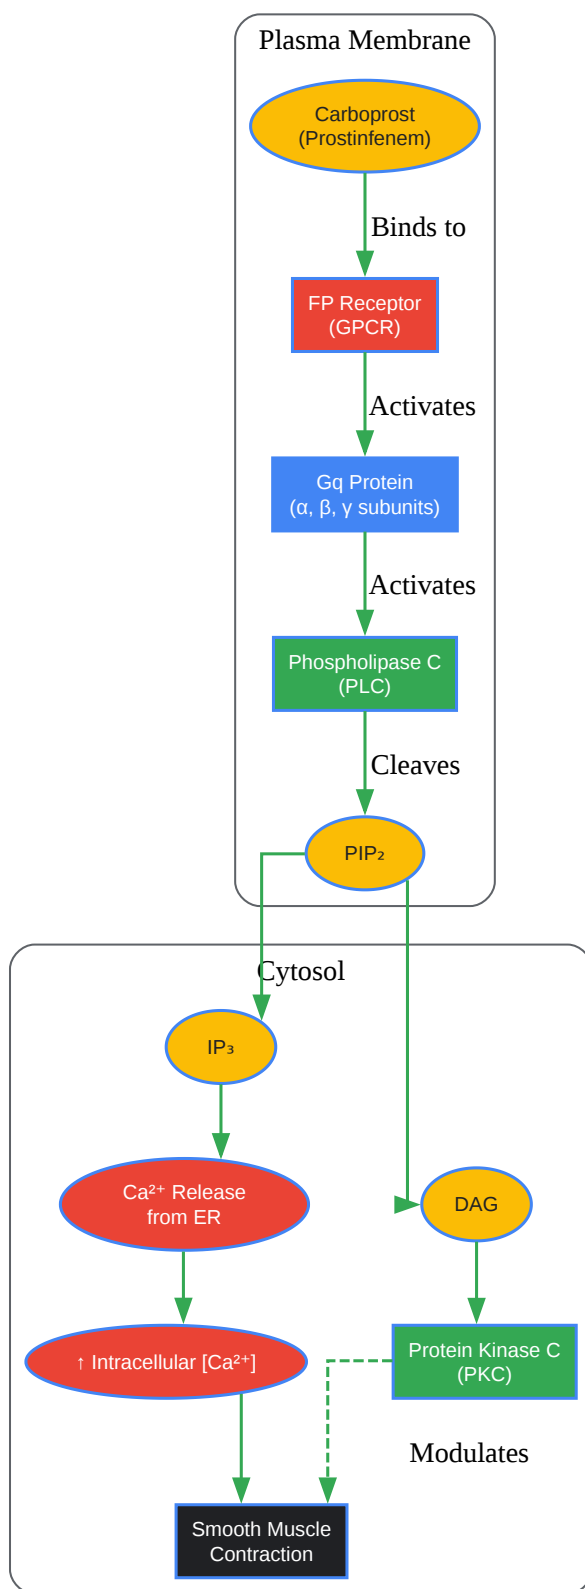 Plasma Membrane
Carboprost
(Prostinfenem)
Binds to
FP Receptor
(GPCR)
Activates
Gq Protein
(α, β, γ subunits)
Activates
Phospholipase C
(PLC)
Cleaves
PIP₂
Cytosol
IP₃
Ca²⁺ Release
from ER
DAG
↑ Intracellular [Ca²⁺]
Protein Kinase C
(PKC)
Modulates
Smooth Muscle
Contraction